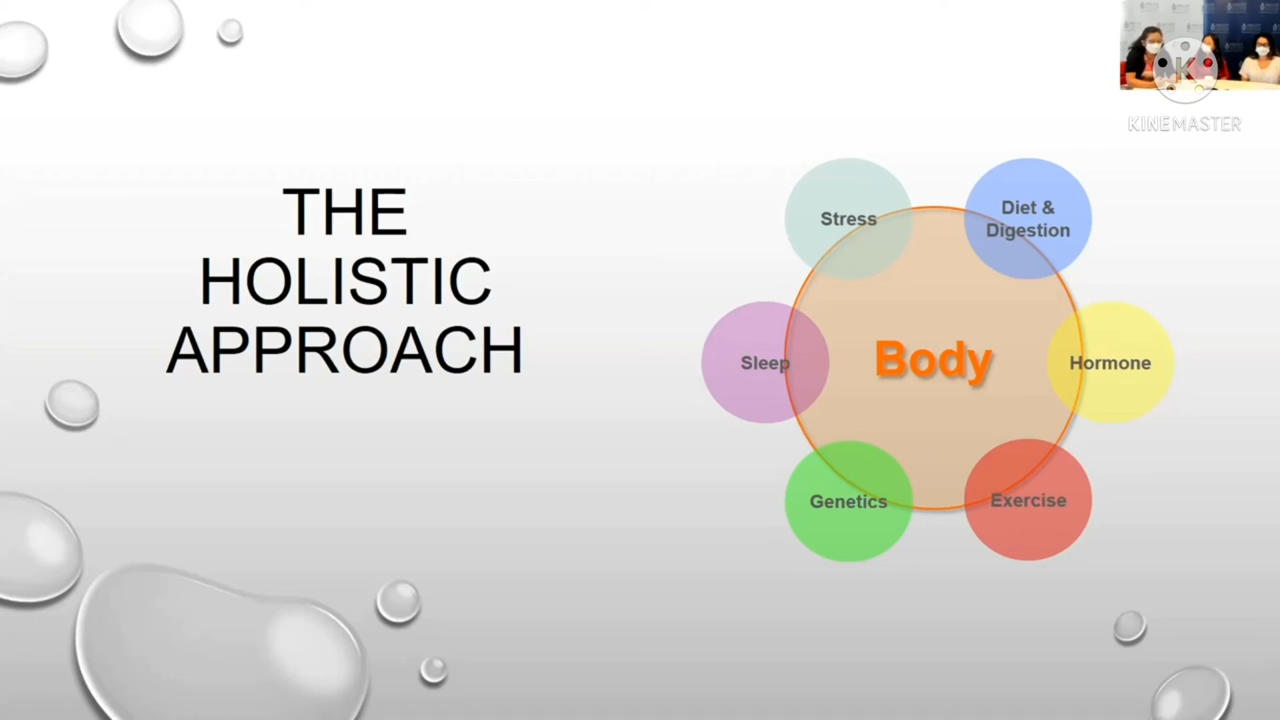 THE
HOLISTIC
APPROACH
Stress
Diet &
Digestion
Sleep
Body
Hormone
Genetics
Exercise
K
KINEMASTER